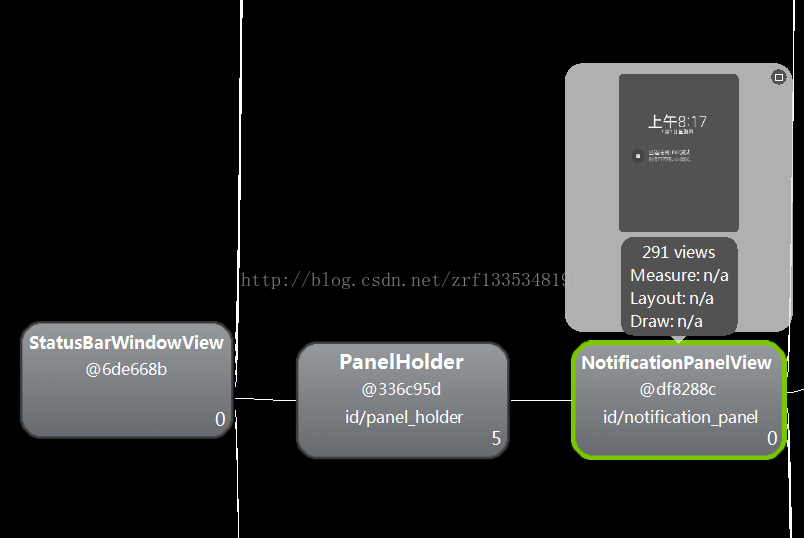 上午8:17
291 views
Measure: n/a
Layout: n/a
Draw: n/a
http://blog.csdn.net/zrf1335348191
StatusBarWindowView
@6de668b
0
PanelHolder
@336c95d
id/panel_holder
5
NotificationPanelView
@df8288c
id/notification_panel
0